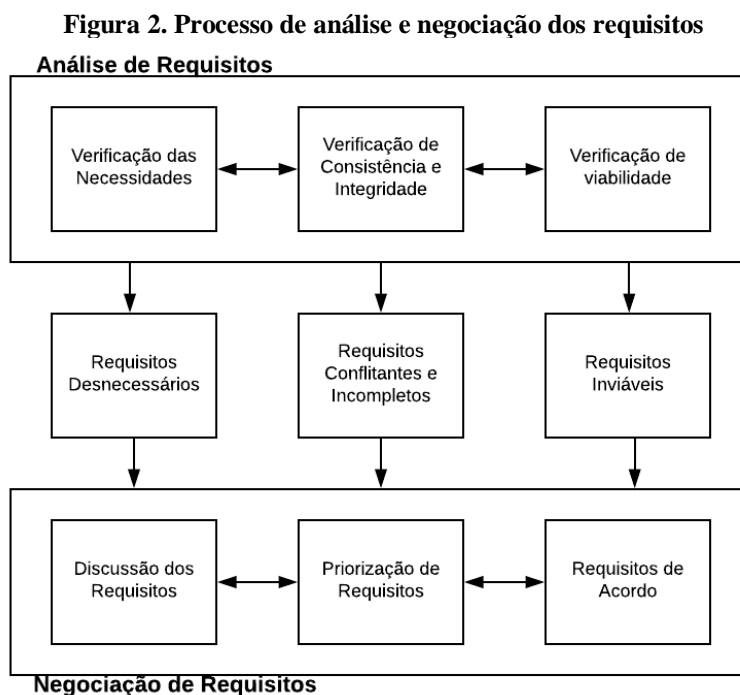 Figura 2. Processo de análise e negociação dos requisitos
Análise de Requisitos
Verificação das
Necessidades
Verificação de
Consistência e
Integridade
Verificação de
viabilidade
Requisitos
Desnecessários
Requisitos
Conflitantes e
Incompletos
Requisitos
Inviáveis
Discussão dos
Requisitos
Priorização de
Requisitos
Requisitos de
Acordo
Negociação de Requisitos